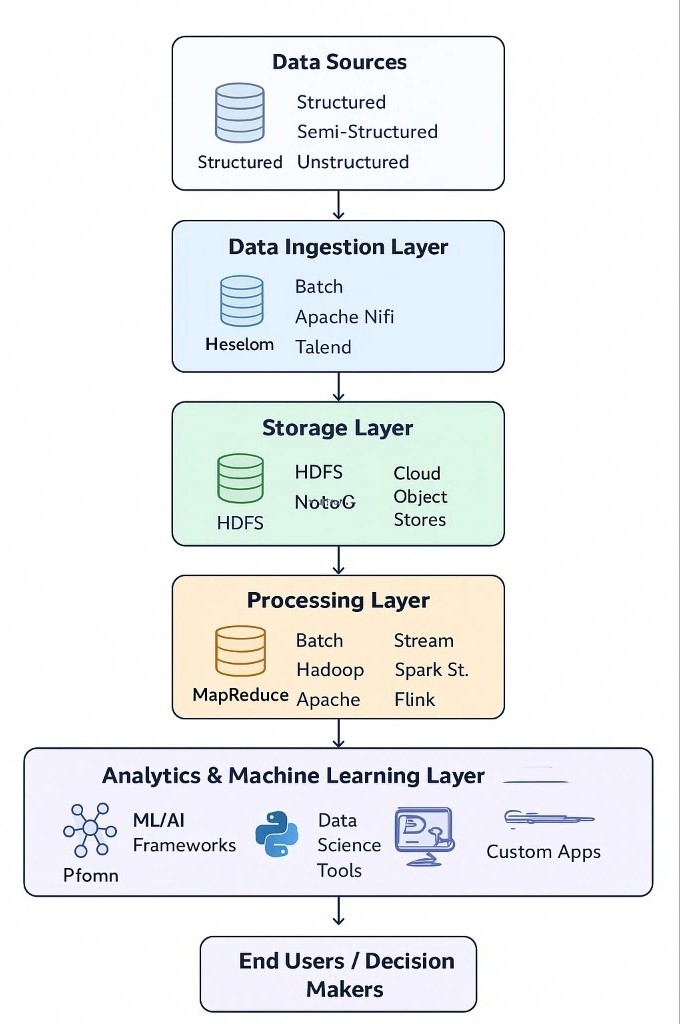 Data Sources
Structured
Semi-Structured
Structured
Unstructured
Data Ingestion Layer
Batch
Apache Nifi
Heselom
Talend
Storage Layer
HDFS
Cloud
Object
Stores
HDFS
Processing Layer
Batch
Stream
Hadoop
Spark St.
MapReduce
Apache
Flink
Analytics & Machine Learning Layer
ML/AI
Frameworks
Pfomn
Data
Science
Tools
Custom Apps
End Users / Decision
Makers